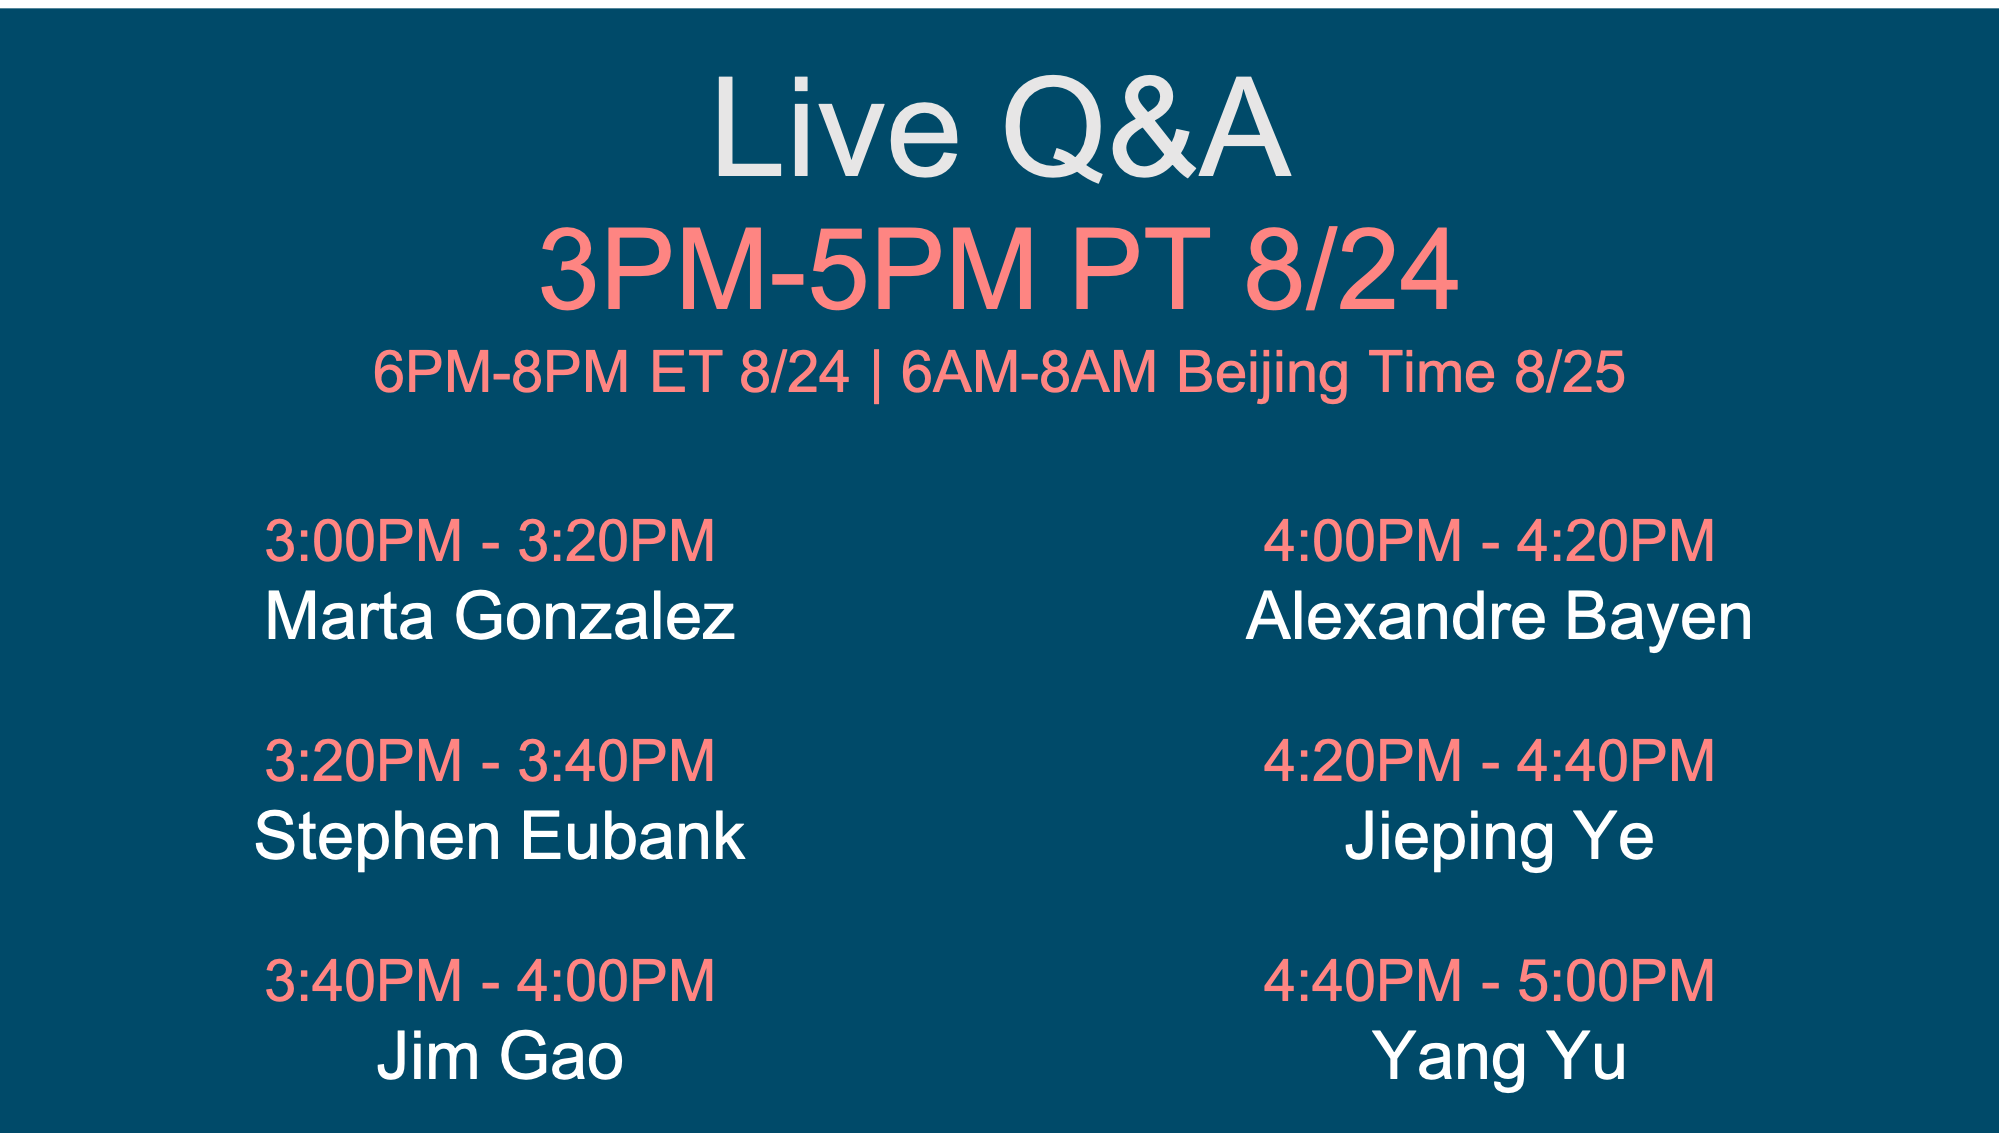 Live Q&A
3PM-5PM PT 8/24
6PM-8PM ET 8/24 | 6AM-8AM Beijing Time 8/25
3:00PM - 3:20PM
Marta Gonzalez
3:20PM - 3:40PM
Stephen Eubank
3:40PM - 4:00PM
Jim Gao
4:00PM - 4:20PM
Alexandre Bayen
4:20PM - 4:40PM
Jieping Ye
4:40PM - 5:00PM
Yang Yu